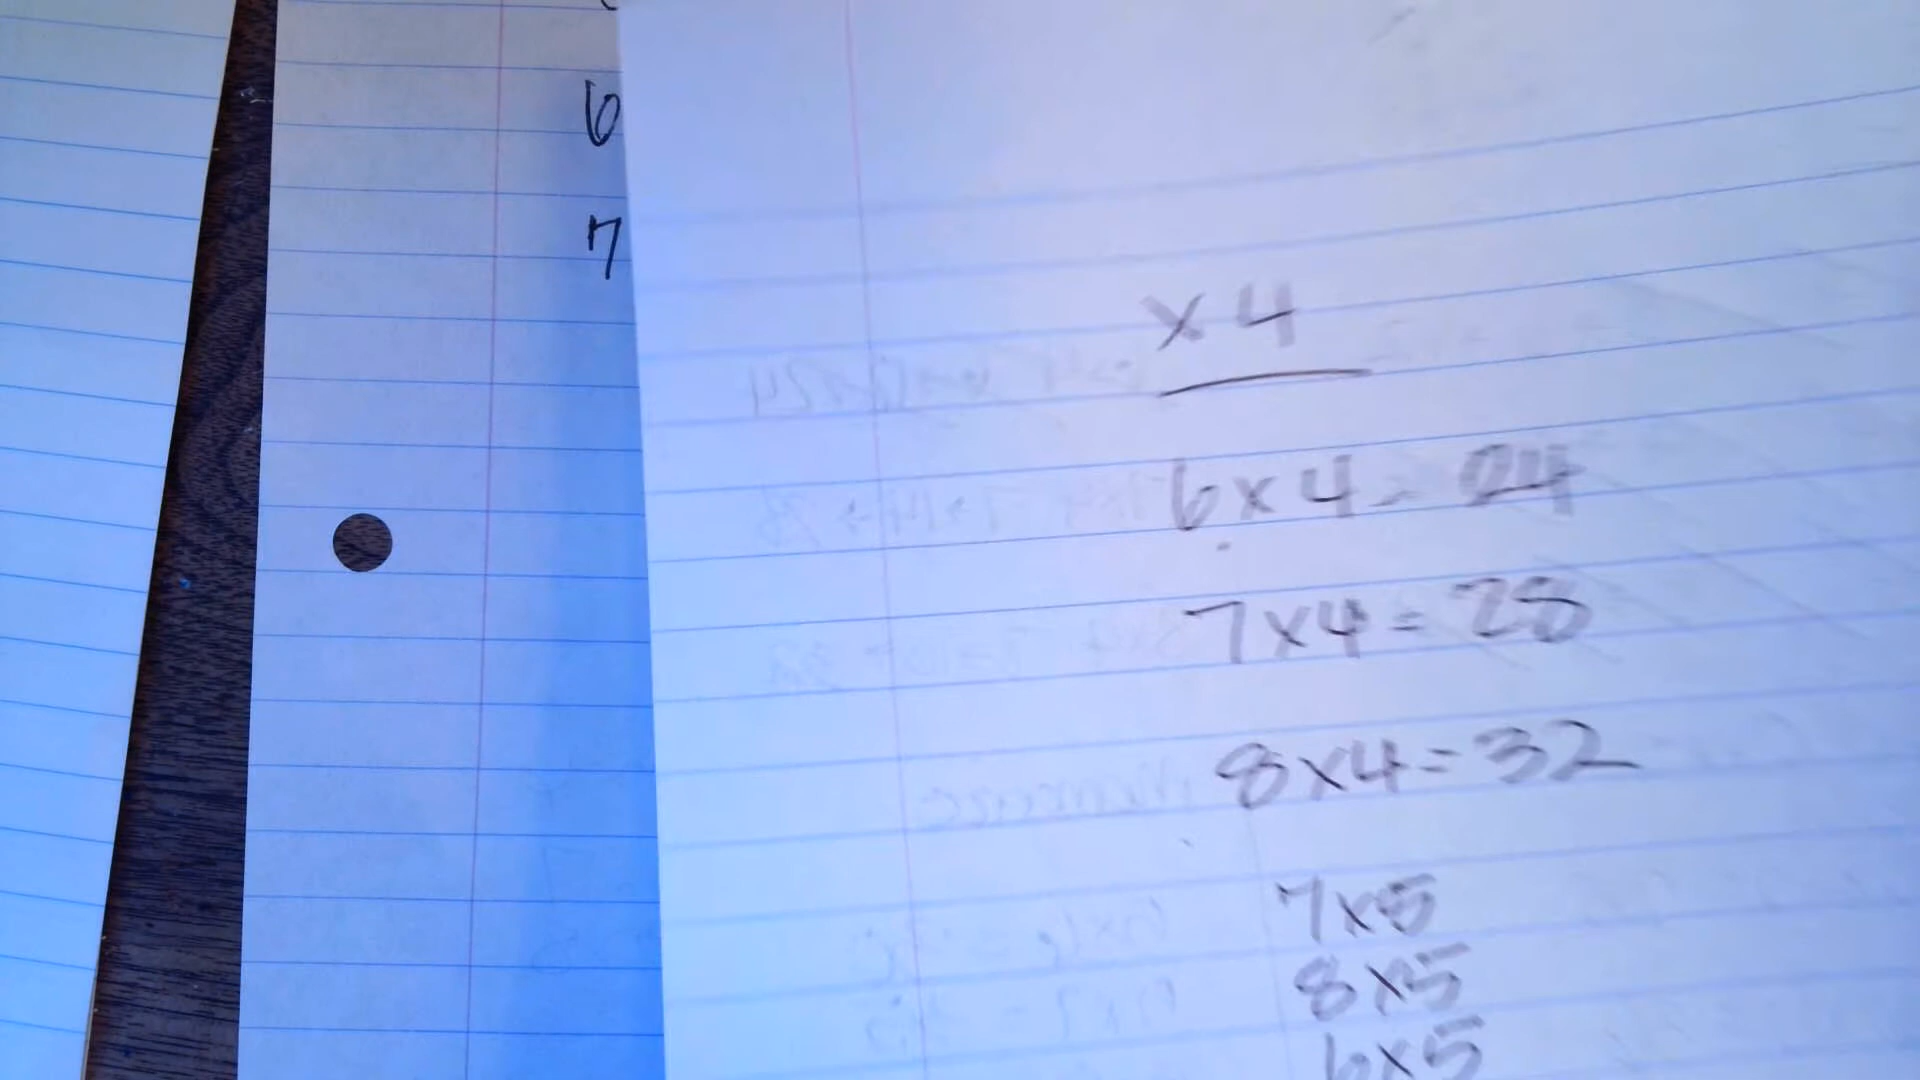 6
7
x 4
6 x 4 = 24
7 x 4 = 28
8 x 4 = 32
7 x 5
8 x 5
6 x 5